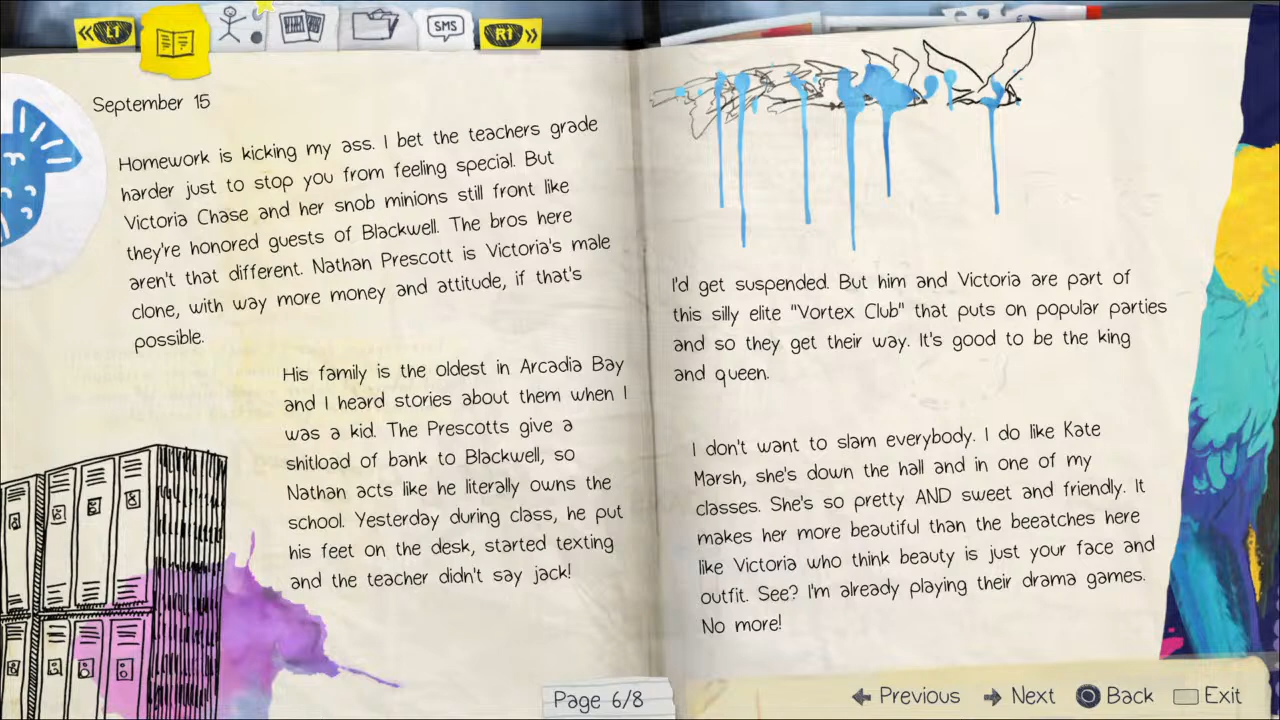 L1
SMS
R1
September 15
Homework is kicking my ass. I bet the teachers grade
harder just to stop you from feeling special. But
Victoria Chase and her snob minions still front like
they're honored guests of Blackwell. The bros here
aren't that different. Nathan Prescott is Victoria's male
clone, with way more money and attitude, if that's
possible.
His family is the oldest in Arcadia Bay
and I heard stories about them when I
was a kid. The Prescotts give a
shitload of bank to Blackwell, so
Nathan acts like he literally owns the
school. Yesterday during class, he put
his feet on the desk, started texting
and the teacher didn't say jack!
I'd get suspended. But him and Victoria are part of
this silly elite "Vortex Club" that puts on popular parties
and so they get their way. It's good to be the king
and queen.
I don't want to slam everybody. I do like Kate
Marsh, she's down the hall and in one of my
classes. She's so pretty AND sweet and friendly. It
makes her more beautiful than the beeatches here
like Victoria who think beauty is just your face and
outfit. See? I'm already playing their drama games.
No more!
Page 6/8
Previous
Next
Back
Exit